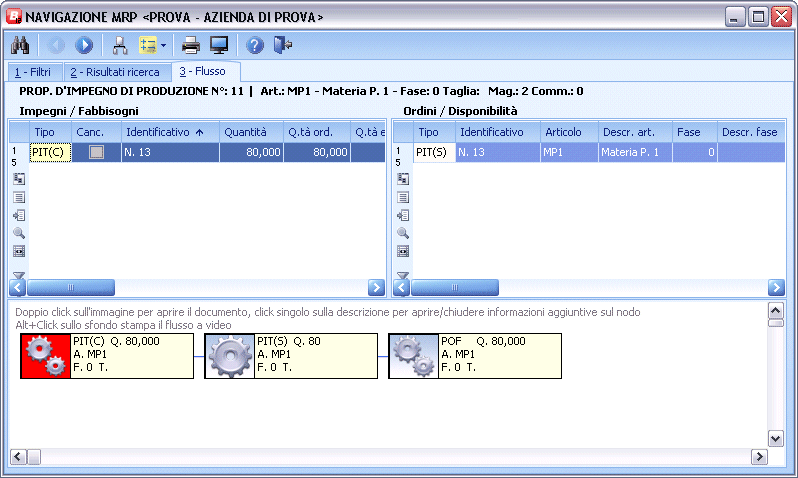 NAVIGAZIONE MRP <PROVA - AZIENDA DI PROVA>
1 - Filtri
2 - Risultati ricerca
3 - Flusso
PROP. D'IMPEGNO DI PRODUZIONE N°: 11 | Art.: MP1 - Materia P. 1 - Fase: 0 Taglia: Mag.: 2 Comm.: 0
Impegni / Fabbisogni
Tipo Canc. Identificativo Quantità Q.tà ord. Q.tà e
1
5
PIT(C) N. 13 80,000 80,000
Ordini / Disponibilità
Tipo Identificativo Articolo Descr. art. Fase Descr. fase
1
5
PIT(S) N. 13 MP1 Materia P. 1 0
Doppio click sull'immagine per aprire il documento, click singolo sulla descrizione per aprire/chiudere informazioni aggiuntive sul nodo
Alt+Click sullo sfondo stampa il flusso a video
PIT(C) Q. 80,000
A. MP1
F. 0 T.
PIT(S) Q. 80
A. MP1
F. 0 T.
POF Q. 80,000
A. MP1
F. 0 T.